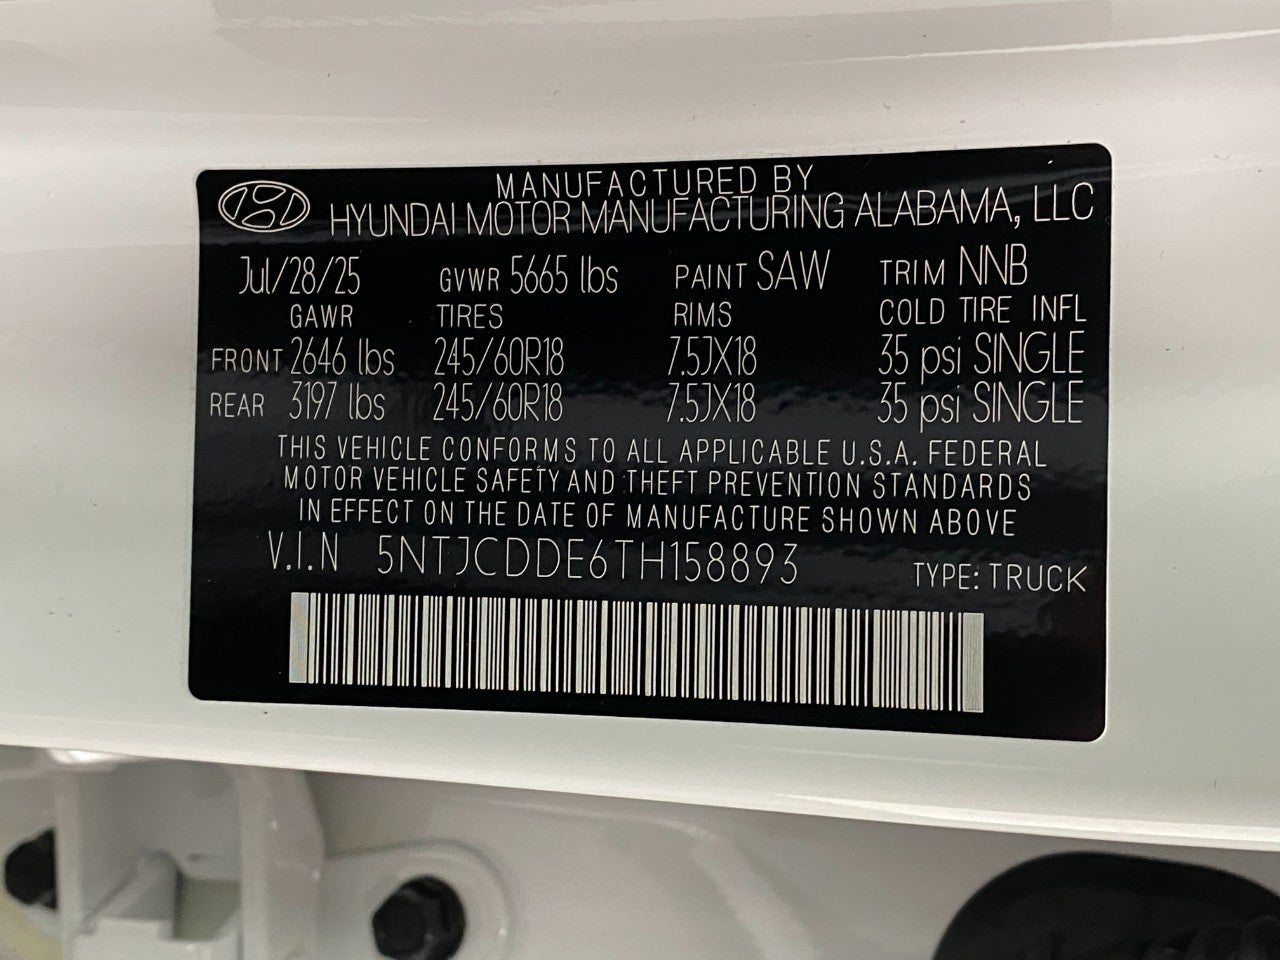 MANUFACTURED BY
HYUNDAI MOTOR MANUFACTURING ALABAMA, LLC
Jul/28/25 GVWR 5665 lbs PAINT SAW TRIM NNB
GAWR TIRES RIMS COLD TIRE INFL
FRONT 2646 lbs 245/60R18 7.5JX18 35 psi SINGLE
REAR 3197 lbs 245/60R18 7.5JX18 35 psi SINGLE
THIS VEHICLE CONFORMS TO ALL APPLICABLE U.S.A. FEDERAL
MOTOR VEHICLE SAFETY AND THEFT PREVENTION STANDARDS
IN EFFECT ON THE DATE OF MANUFACTURE SHOWN ABOVE
V.I.N 5NTJCDDE6TH158893 TYPE: TRUCK